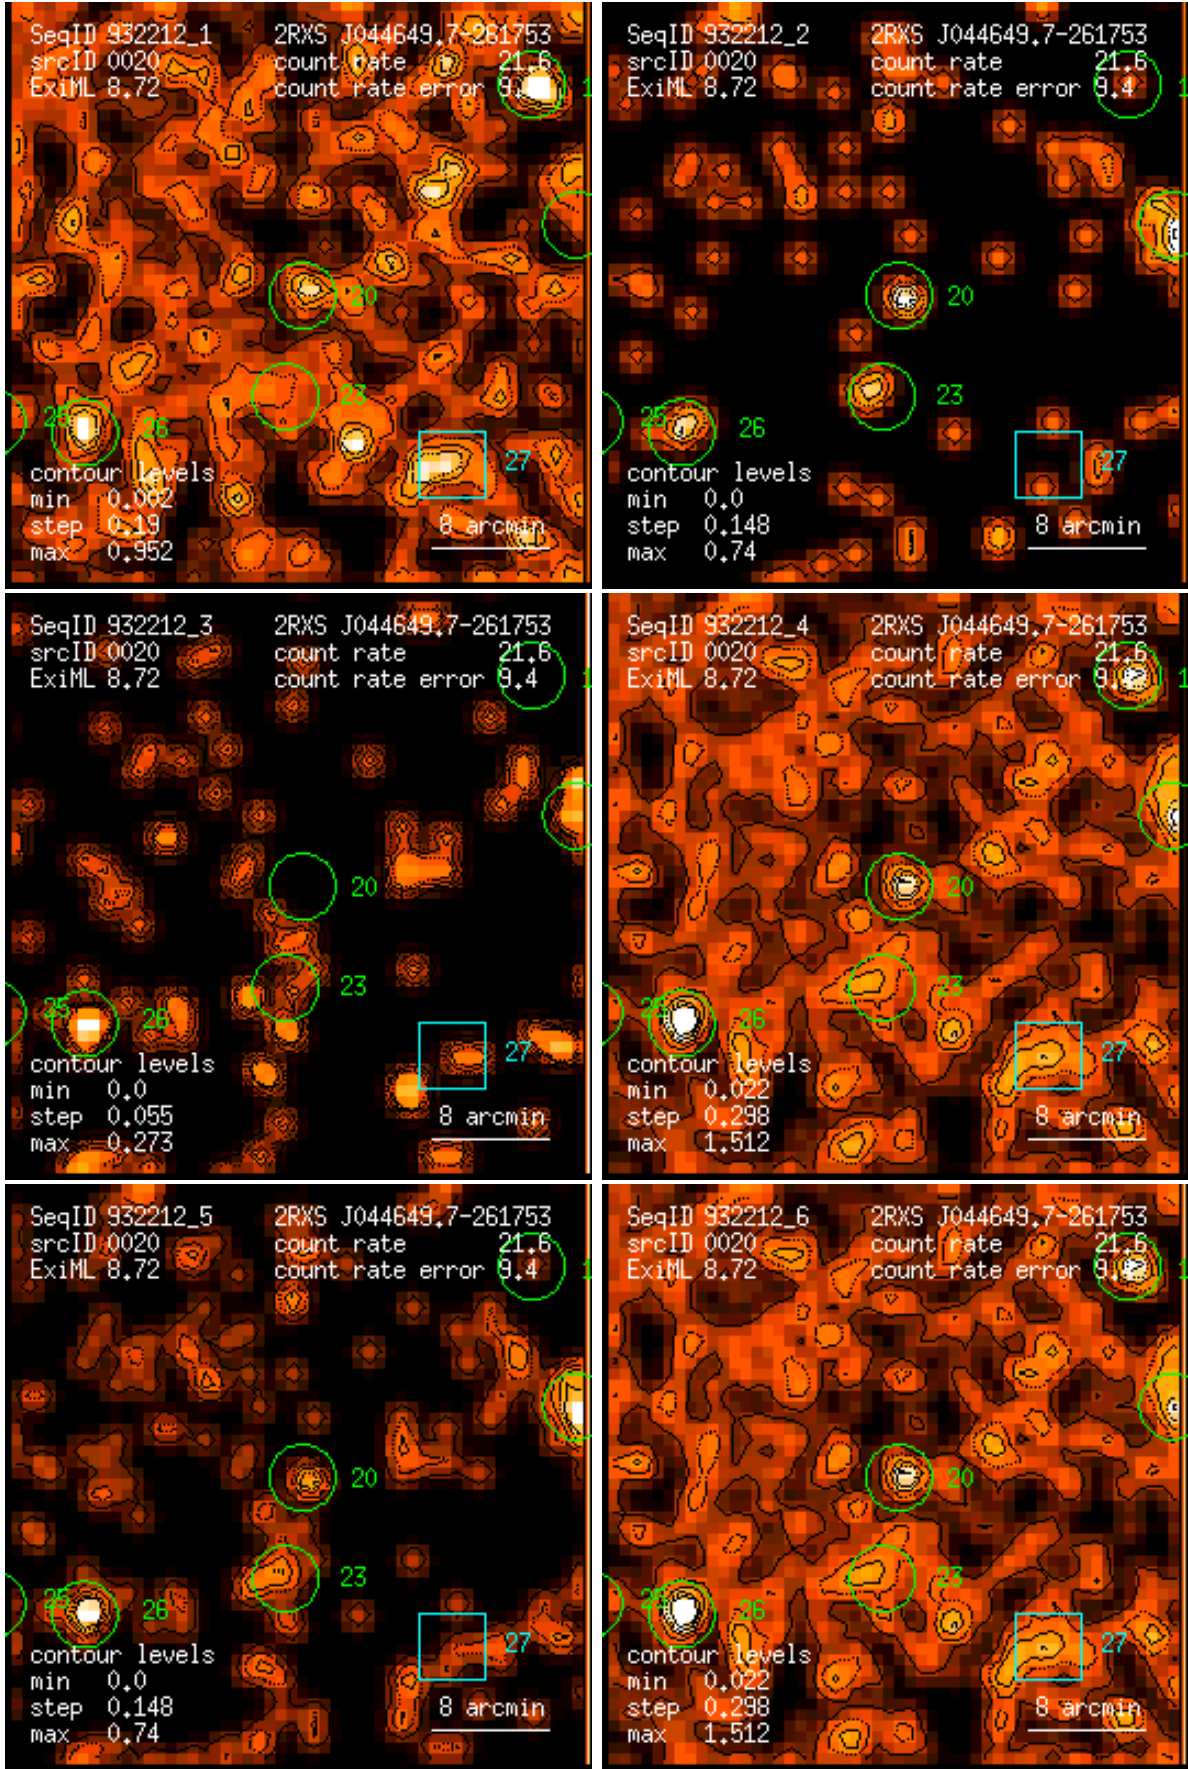 SeqID 932212_1 2RXS J044649.7-261753
srcID 0020 count rate 21.6
ExiML 8.72 count rate error 9.4
1
20
23
25 26
27
contour levels
min 0.002
step 0.19
max 0.952
8 arcmin
SeqID 932212_2 2RXS J044649.7-261753
srcID 0020 count rate 21.6
ExiML 8.72 count rate error 9.4
1
20
23
25 26
27
contour levels
min 0.0
step 0.148
max 0.74
8 arcmin
SeqID 932212_3 2RXS J044649.7-261753
srcID 0020 count rate 21.6
ExiML 8.72 count rate error 9.4
1
20
23
25 26
27
contour levels
min 0.0
step 0.055
max 0.273
8 arcmin
SeqID 932212_4 2RXS J044649.7-261753
srcID 0020 count rate 21.6
ExiML 8.72 count rate error 9.4
1
20
23
25 26
27
contour levels
min 0.022
step 0.298
max 1.512
8 arcmin
SeqID 932212_5 2RXS J044649.7-261753
srcID 0020 count rate 21.6
ExiML 8.72 count rate error 9.4
1
20
23
25 26
27
contour levels
min 0.0
step 0.148
max 0.74
8 arcmin
SeqID 932212_6 2RXS J044649.7-261753
srcID 0020 count rate 21.6
ExiML 8.72 count rate error 9.4
1
20
23
25 26
27
contour levels
min 0.022
step 0.298
max 1.512
8 arcmin